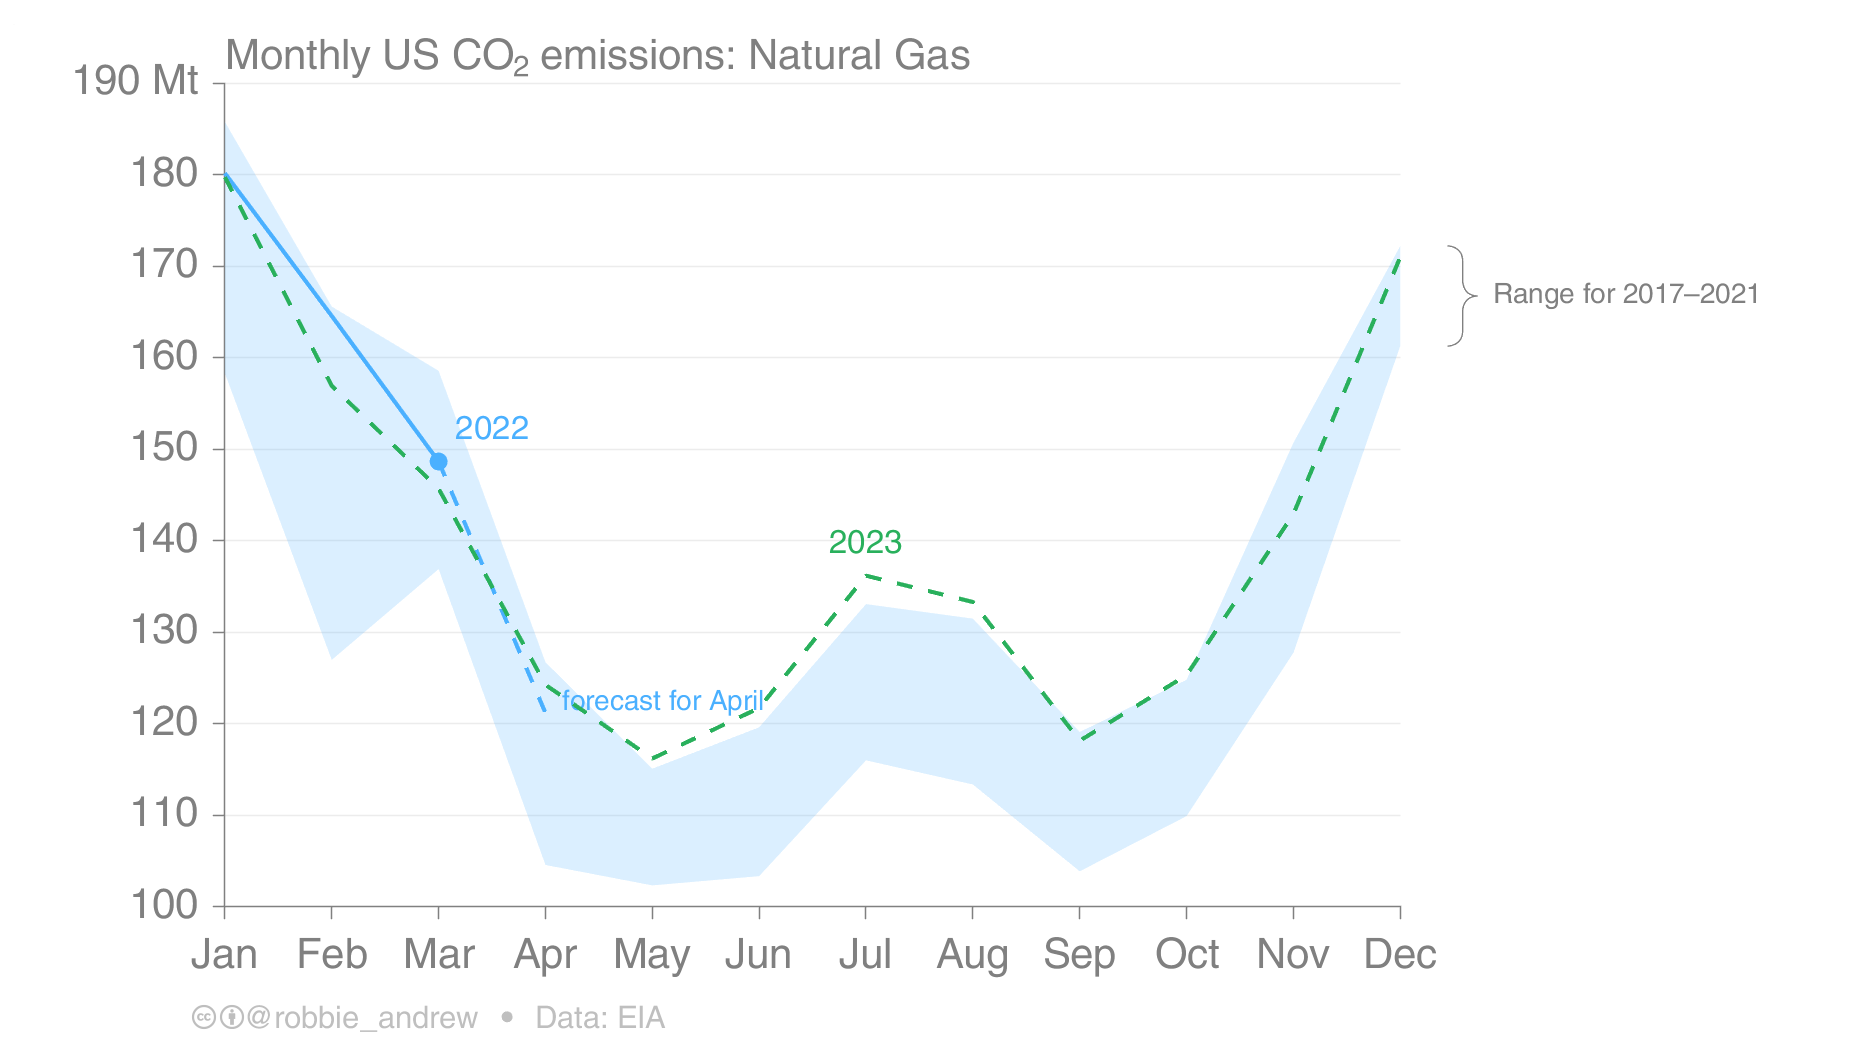 Monthly US CO₂ emissions: Natural Gas
190 Mt
180
170
160
150
140
130
120
110
100
Range for 2017–2021
2022
2023
forecast for April
Jan Feb Mar Apr May Jun Jul Aug Sep Oct Nov Dec
cc @robbie_andrew • Data: EIA